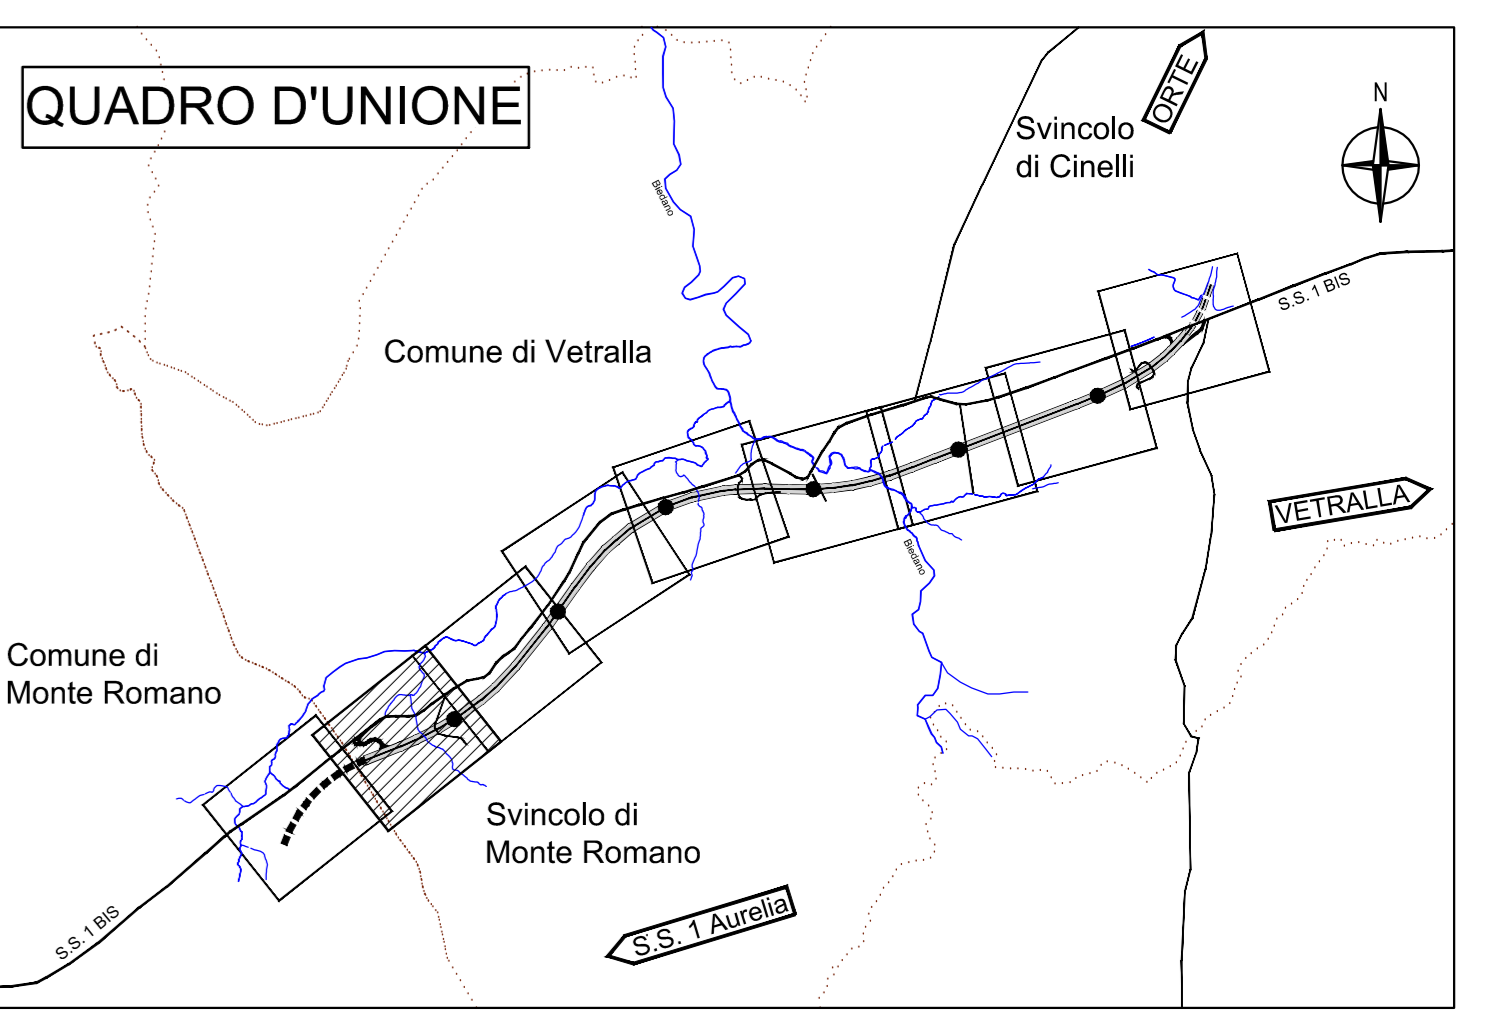 QUADRO D'UNIONE
ORTE
N
Svincolo
di Cinelli
Biedano
S.S. 1 BIS
Comune di Vetralla
VETRALLA
Biedano
Comune di
Monte Romano
Svincolo di
Monte Romano
S.S. 1 Aurelia
S.S. 1 BIS